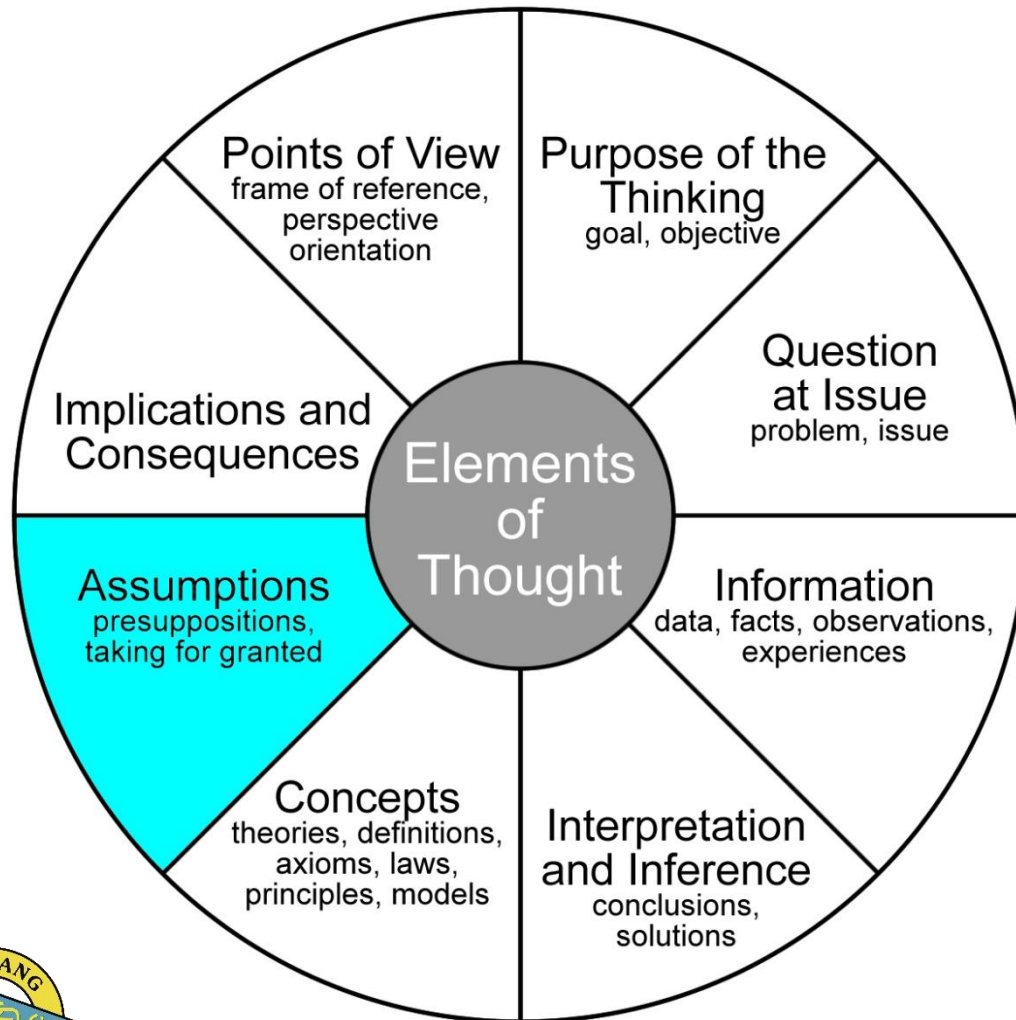 Points of View
frame of reference,
perspective
orientation
Purpose of the
Thinking
goal, objective
Question
at Issue
problem, issue
Information
data, facts, observations,
experiences
Interpretation
and Inference
conclusions,
solutions
Concepts
theories, definitions,
axioms, laws,
principles, models
Assumptions
presuppositions,
taking for granted
Implications and
Consequences
Elements
of
Thought